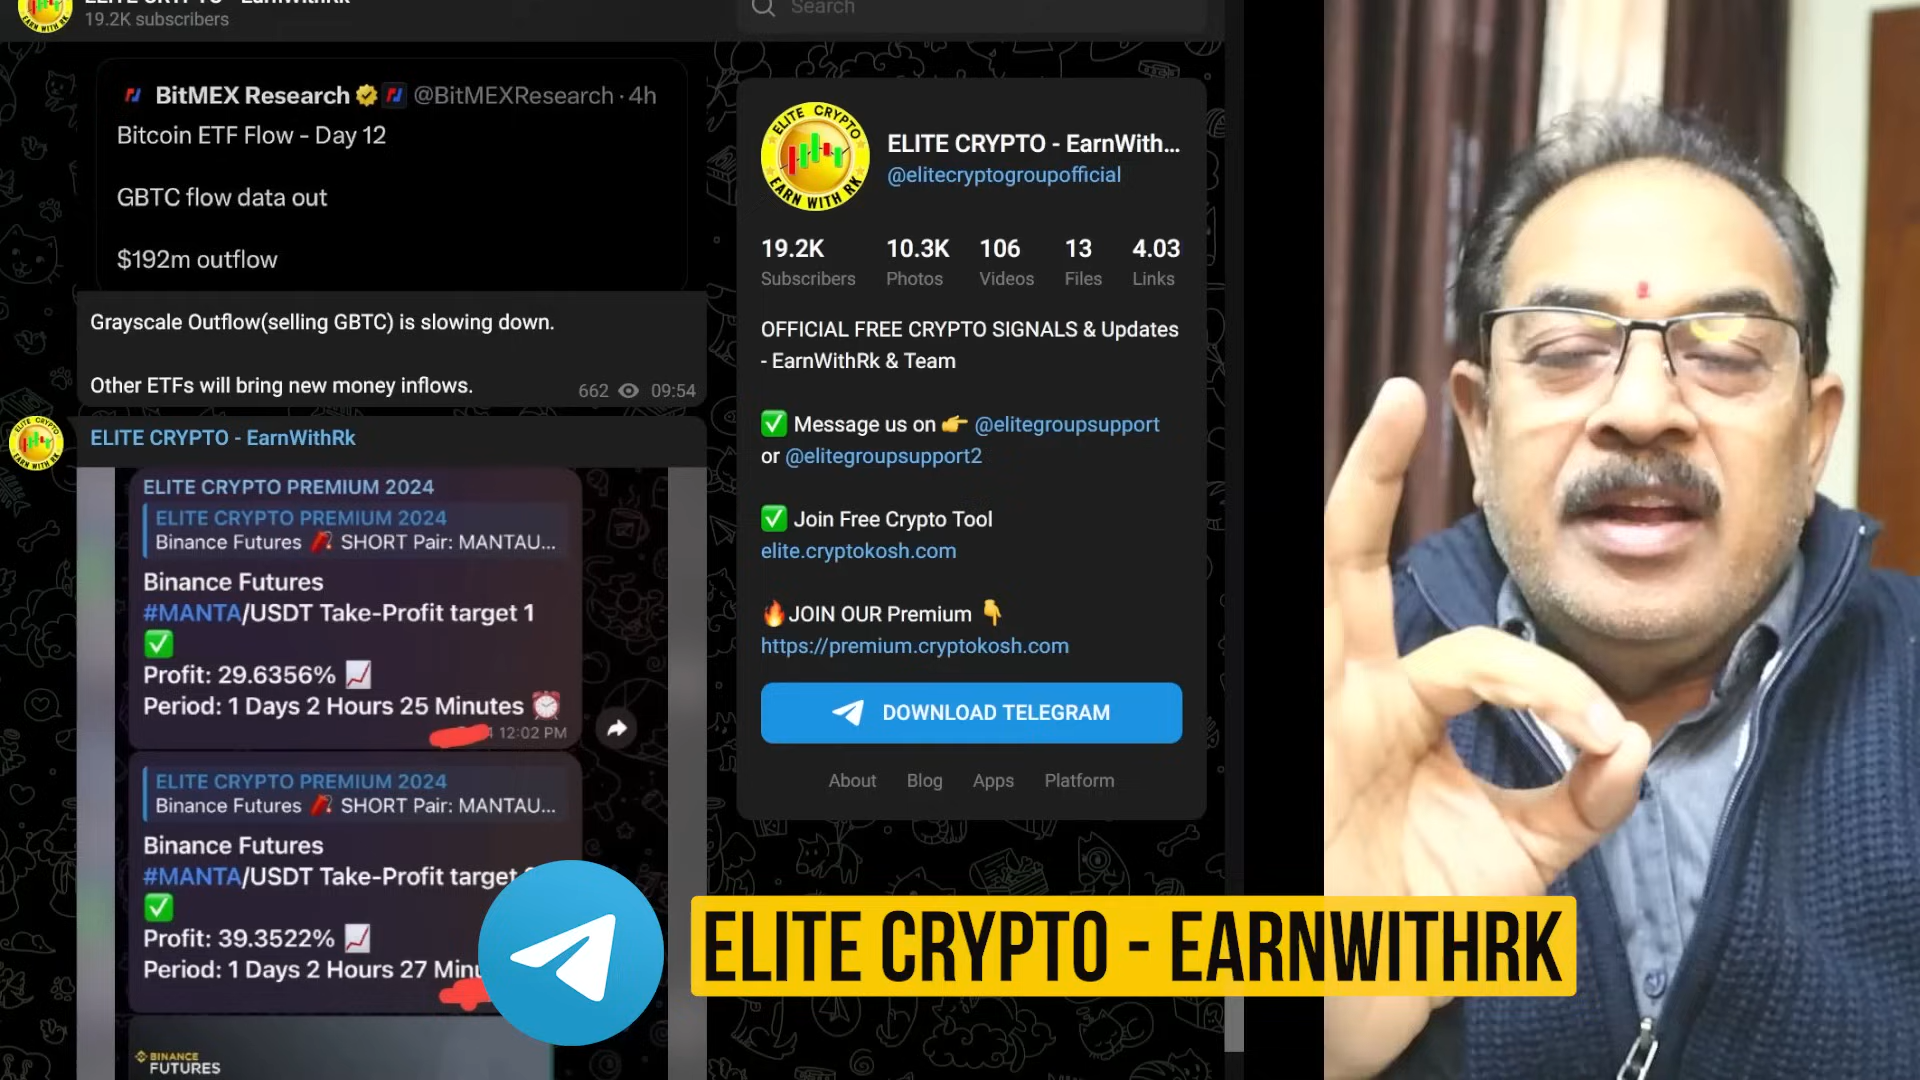 ELITE CRYPTO - EarnWithRk
19.2K subscribers
BitMEX Research @BitMEXResearch · 4h
Bitcoin ETF Flow - Day 12
GBTC flow data out
$192m outflow
Grayscale Outflow(selling GBTC) is slowing down.
Other ETFs will bring new money inflows.
662 09:54
ELITE CRYPTO - EarnWithRk
ELITE CRYPTO PREMIUM 2024
ELITE CRYPTO PREMIUM 2024
Binance Futures SHORT Pair: MANTAU...
Binance Futures
#MANTA/USDT Take-Profit target 1
Profit: 29.6356%
Period: 1 Days 2 Hours 25 Minutes
12:02 PM
ELITE CRYPTO PREMIUM 2024
Binance Futures SHORT Pair: MANTAU...
Binance Futures
#MANTA/USDT Take-Profit target
Profit: 39.3522%
Period: 1 Days 2 Hours 27
BINANCE
FUTURES
Search
ELITE CRYPTO
EARN WITH RK
ELITE CRYPTO - EarnWith...
@elitecryptogroupofficial
19.2K 10.3K 106 13 4.03
Subscribers Photos Videos Files Links
OFFICIAL FREE CRYPTO SIGNALS & Updates
- EarnWithRk & Team
Message us on @elitegroupsupport
or @elitegroupsupport2
Join Free Crypto Tool
elite.cryptokosh.com
JOIN OUR Premium
https://premium.cryptokosh.com
DOWNLOAD TELEGRAM
About Blog Apps Platform
ELITE CRYPTO - EARNWITHRK